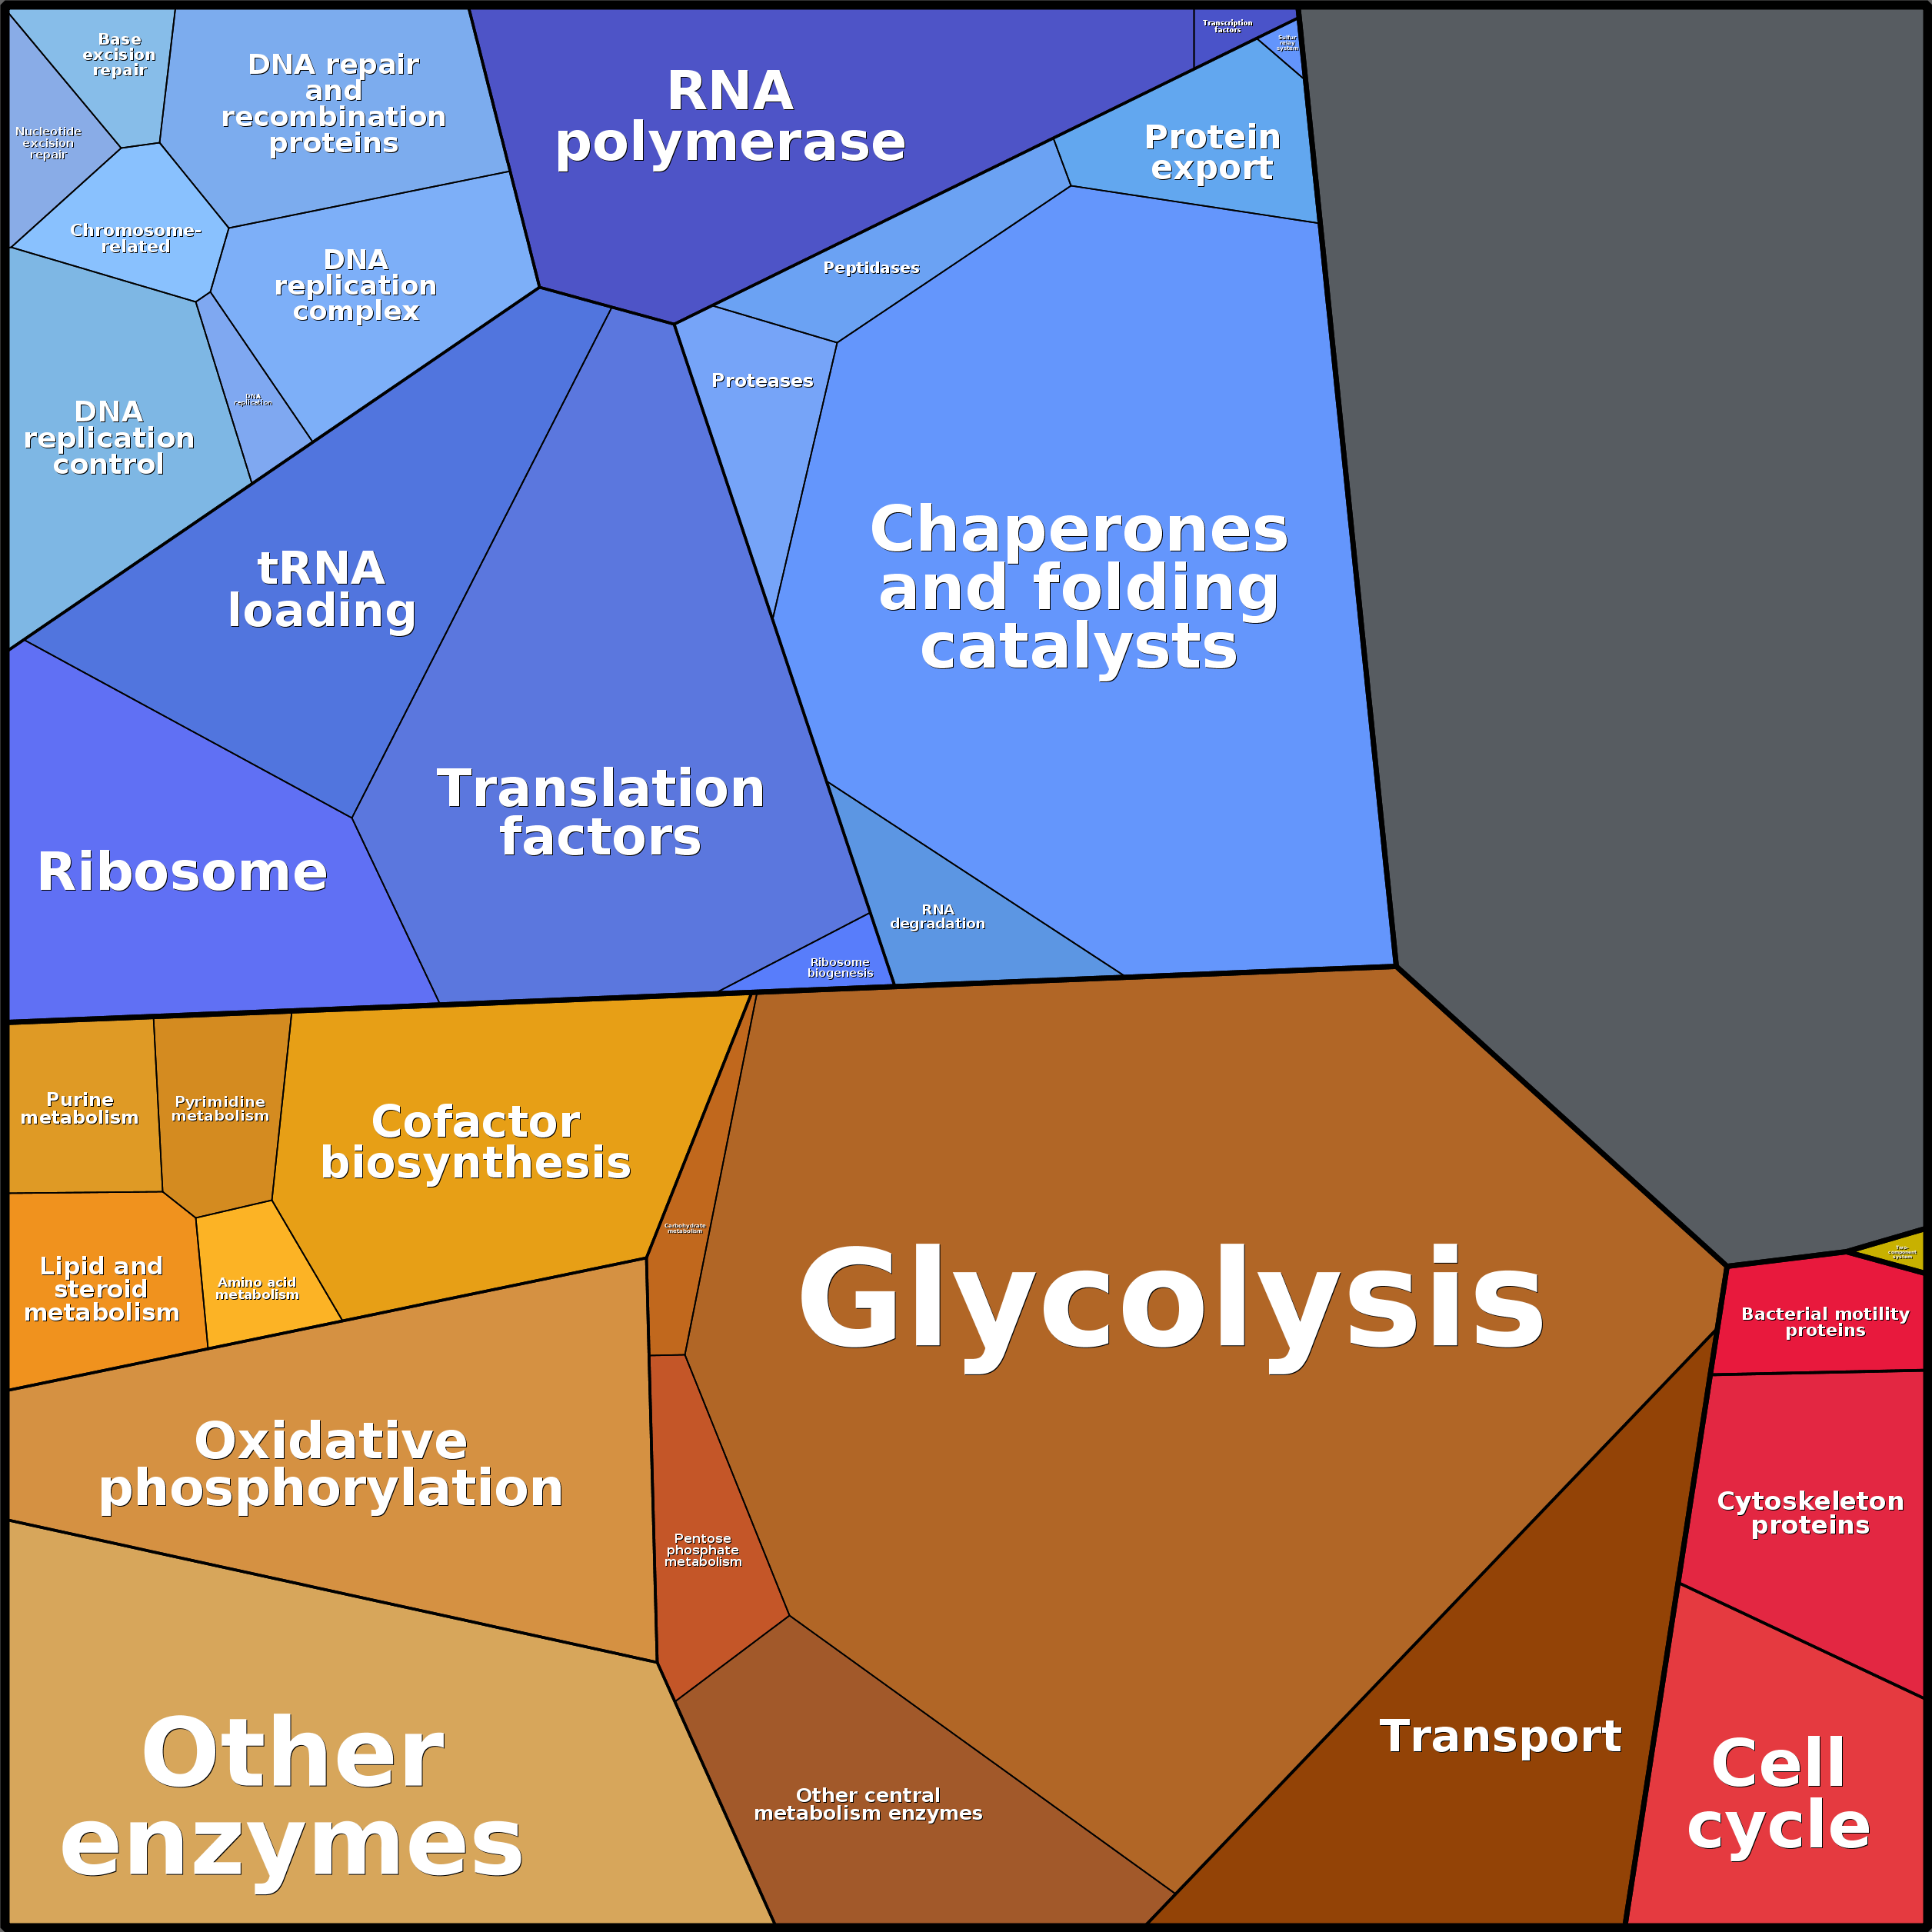 Base
excision
repair
DNA repair
and
recombination
proteins
RNA
polymerase
Transcription
factors
Sulfur
relay
system
Nucleotide
excision
repair
Protein
export
Chromosome-
related
DNA
replication
complex
Peptidases
Proteases
DNA
replication
control
DNA
replication
tRNA
loading
Chaperones
and folding
catalysts
Translation
factors
Ribosome
RNA
degradation
Ribosome
biogenesis
Purine
metabolism
Pyrimidine
metabolism
Cofactor
biosynthesis
Carbohydrate
metabolism
Lipid and
steroid
metabolism
Amino acid
metabolism
Glycolysis
Two-
component
system
Bacterial motility
proteins
Oxidative
phosphorylation
Cytoskeleton
proteins
Pentose
phosphate
metabolism
Other
enzymes
Other central
metabolism enzymes
Transport
Cell
cycle